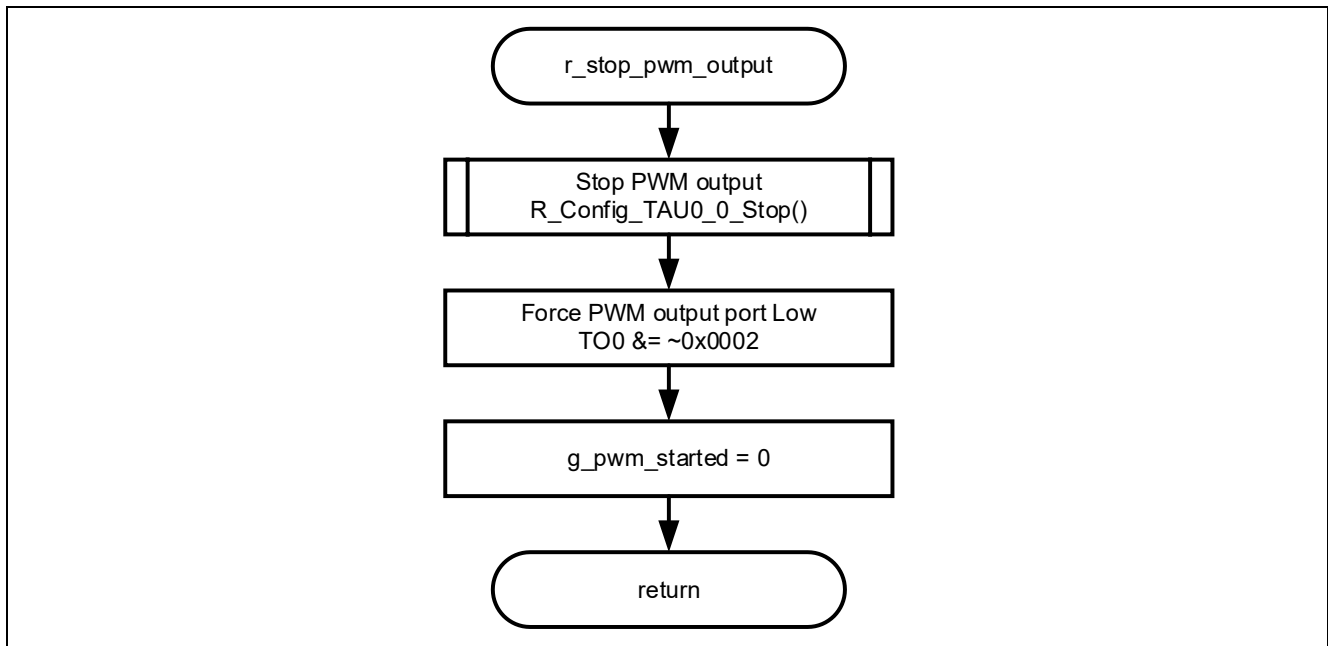 r_stop_pwm_output
Stop PWM output
R_Config_TAU0_0_Stop()
Force PWM output port Low
TO0 &= ~0x0002
g_pwm_started = 0
return